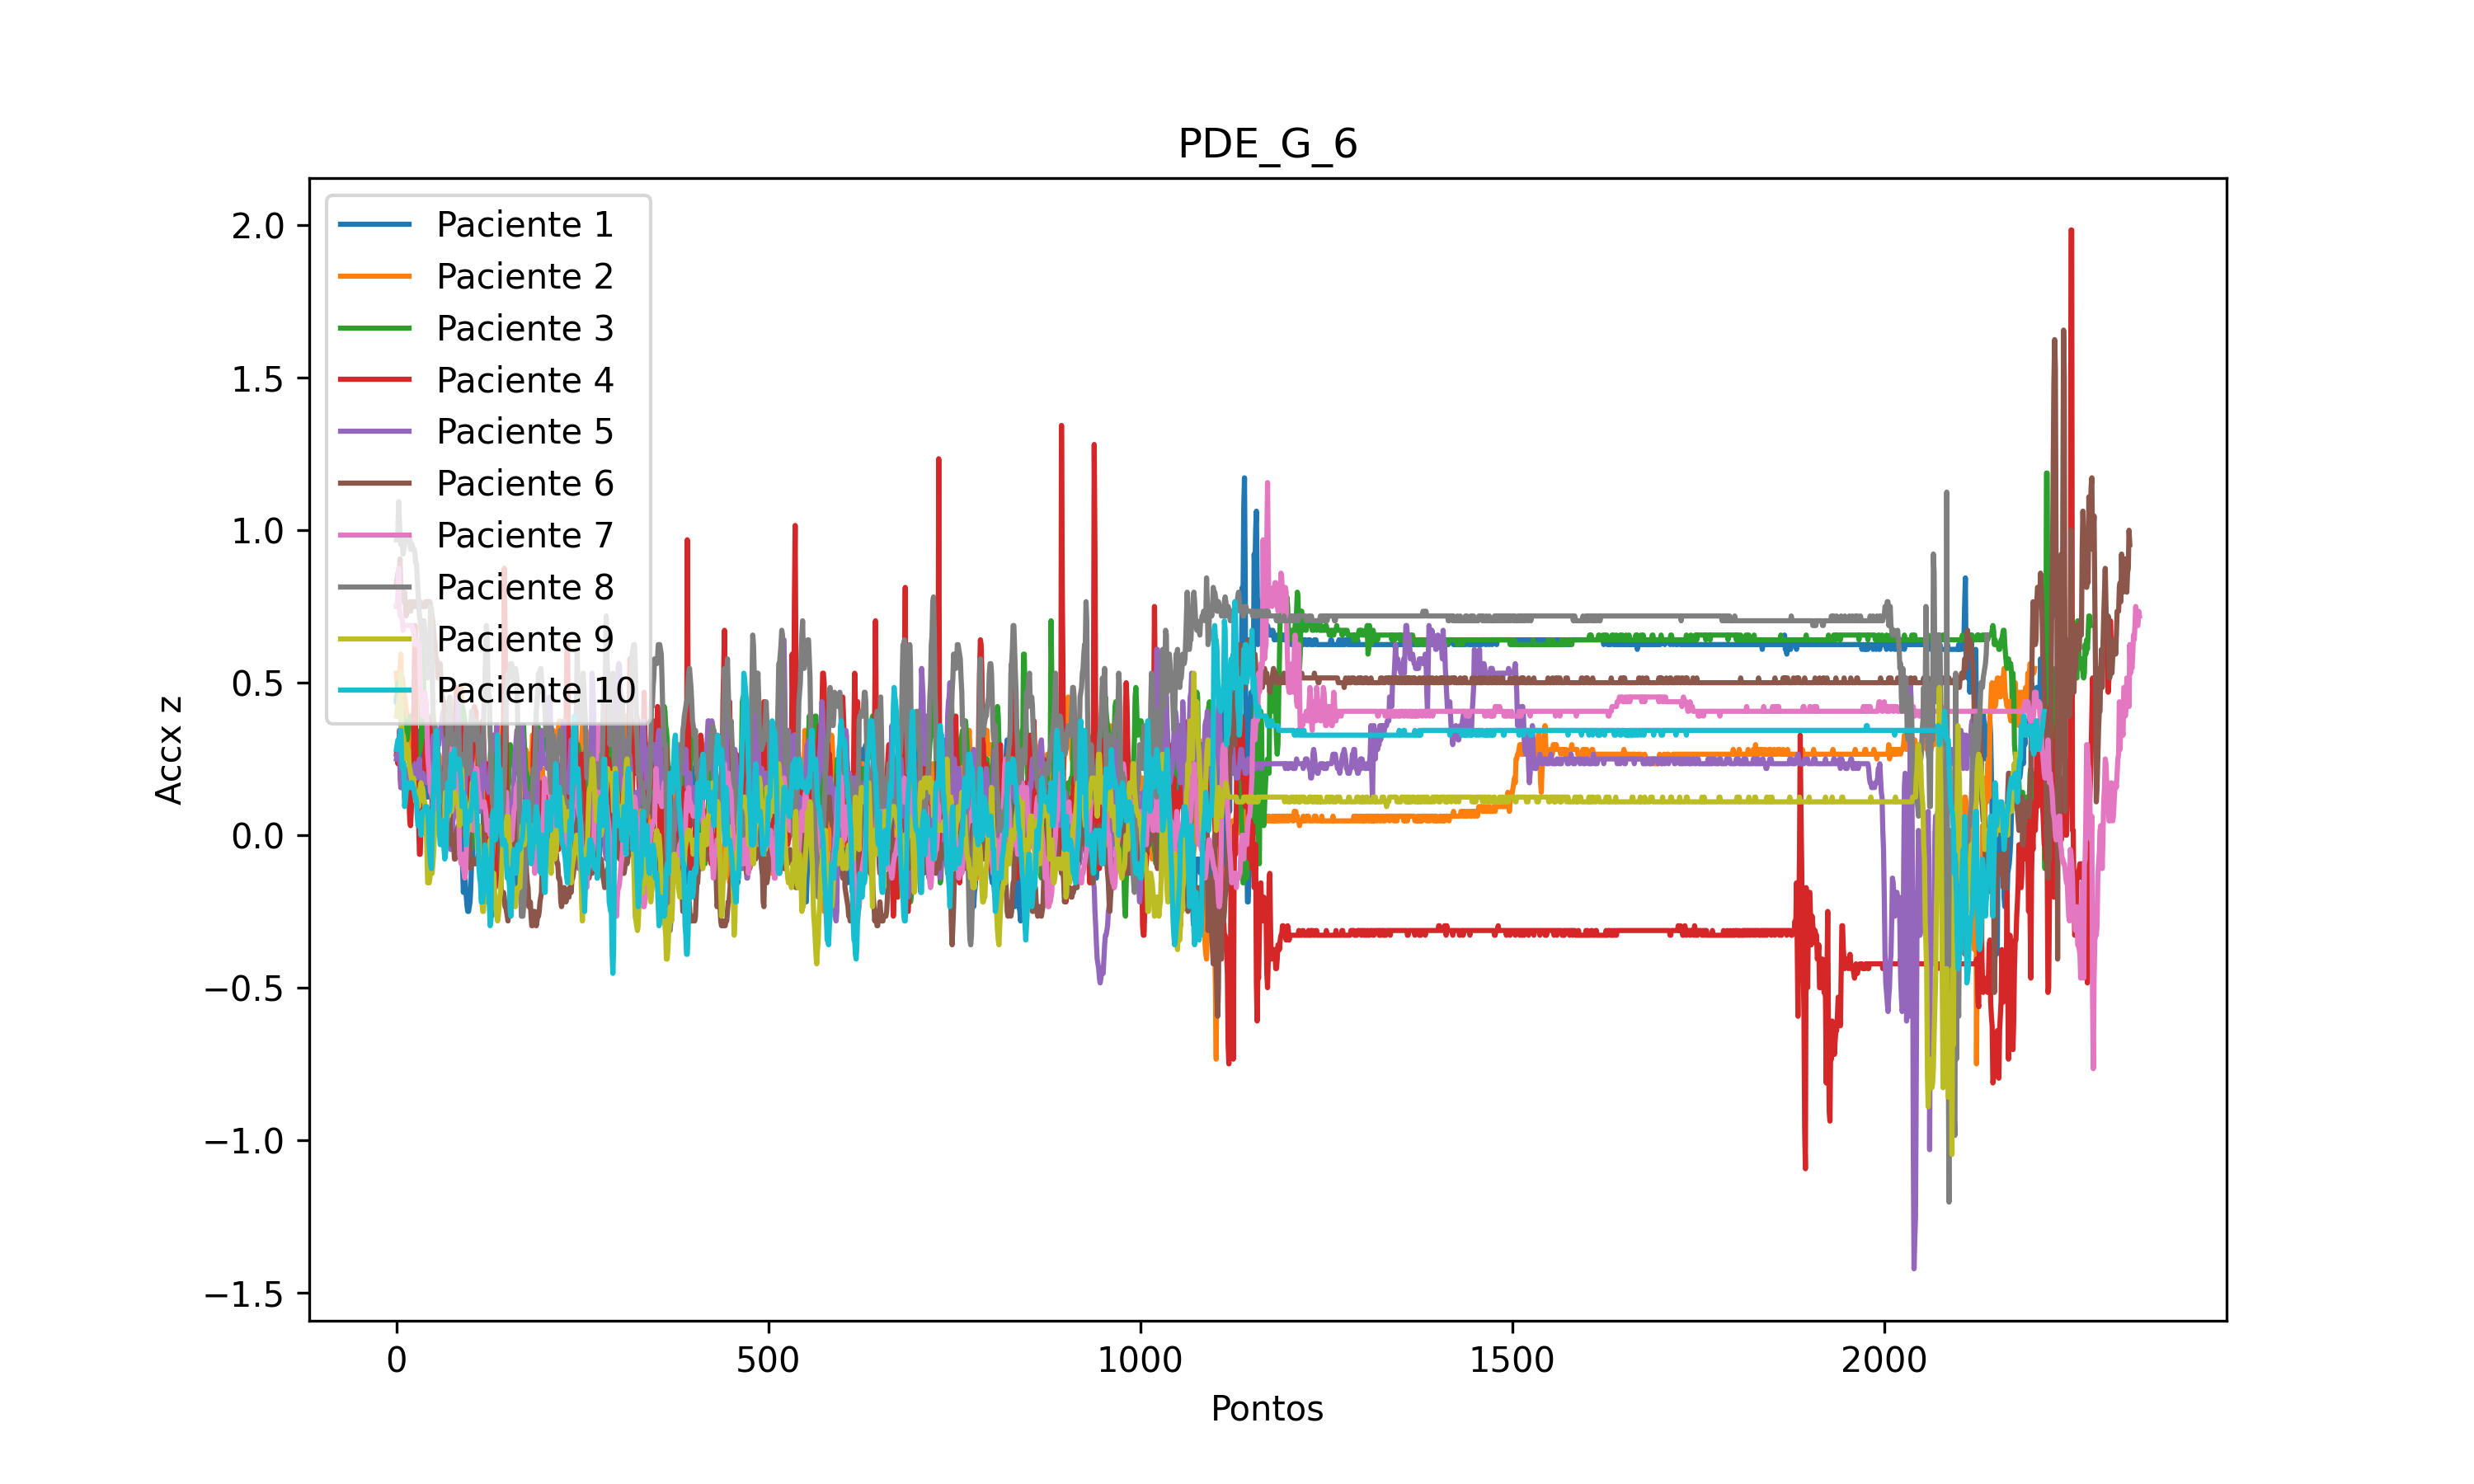 PDE_G_6
Accx z
2.0
1.5
1.0
0.5
0.0
−0.5
−1.0
−1.5
Paciente 1
Paciente 2
Paciente 3
Paciente 4
Paciente 5
Paciente 6
Paciente 7
Paciente 8
Paciente 9
Paciente 10
0 500 1000 1500 2000
Pontos